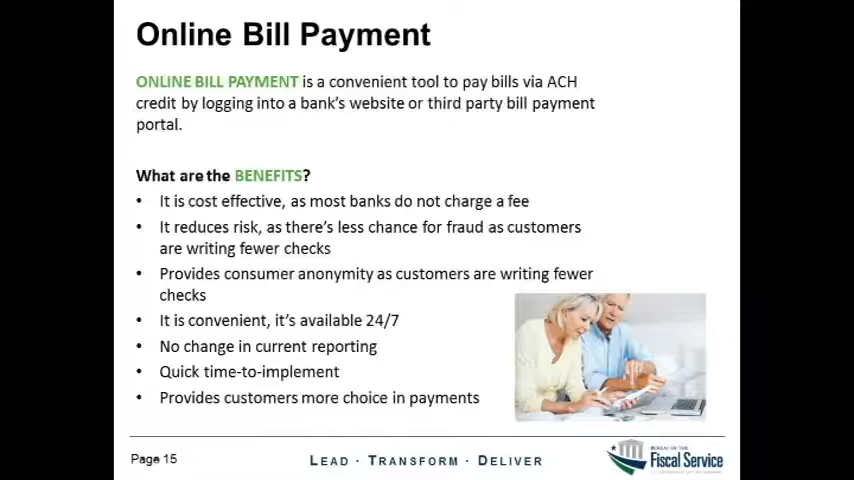 Online Bill Payment
ONLINE BILL PAYMENT is a convenient tool to pay bills via ACH
credit by logging into a bank's website or third party bill payment
portal.
What are the BENEFITS?
• It is cost effective, as most banks do not charge a fee
• It reduces risk, as there's less chance for fraud as customers
are writing fewer checks
• Provides consumer anonymity as customers are writing fewer
checks
• It is convenient, it's available 24/7
• No change in current reporting
• Quick time-to-implement
• Provides customers more choice in payments
Page 15
LEAD · TRANSFORM · DELIVER
BUREAU OF THE
Fiscal Service